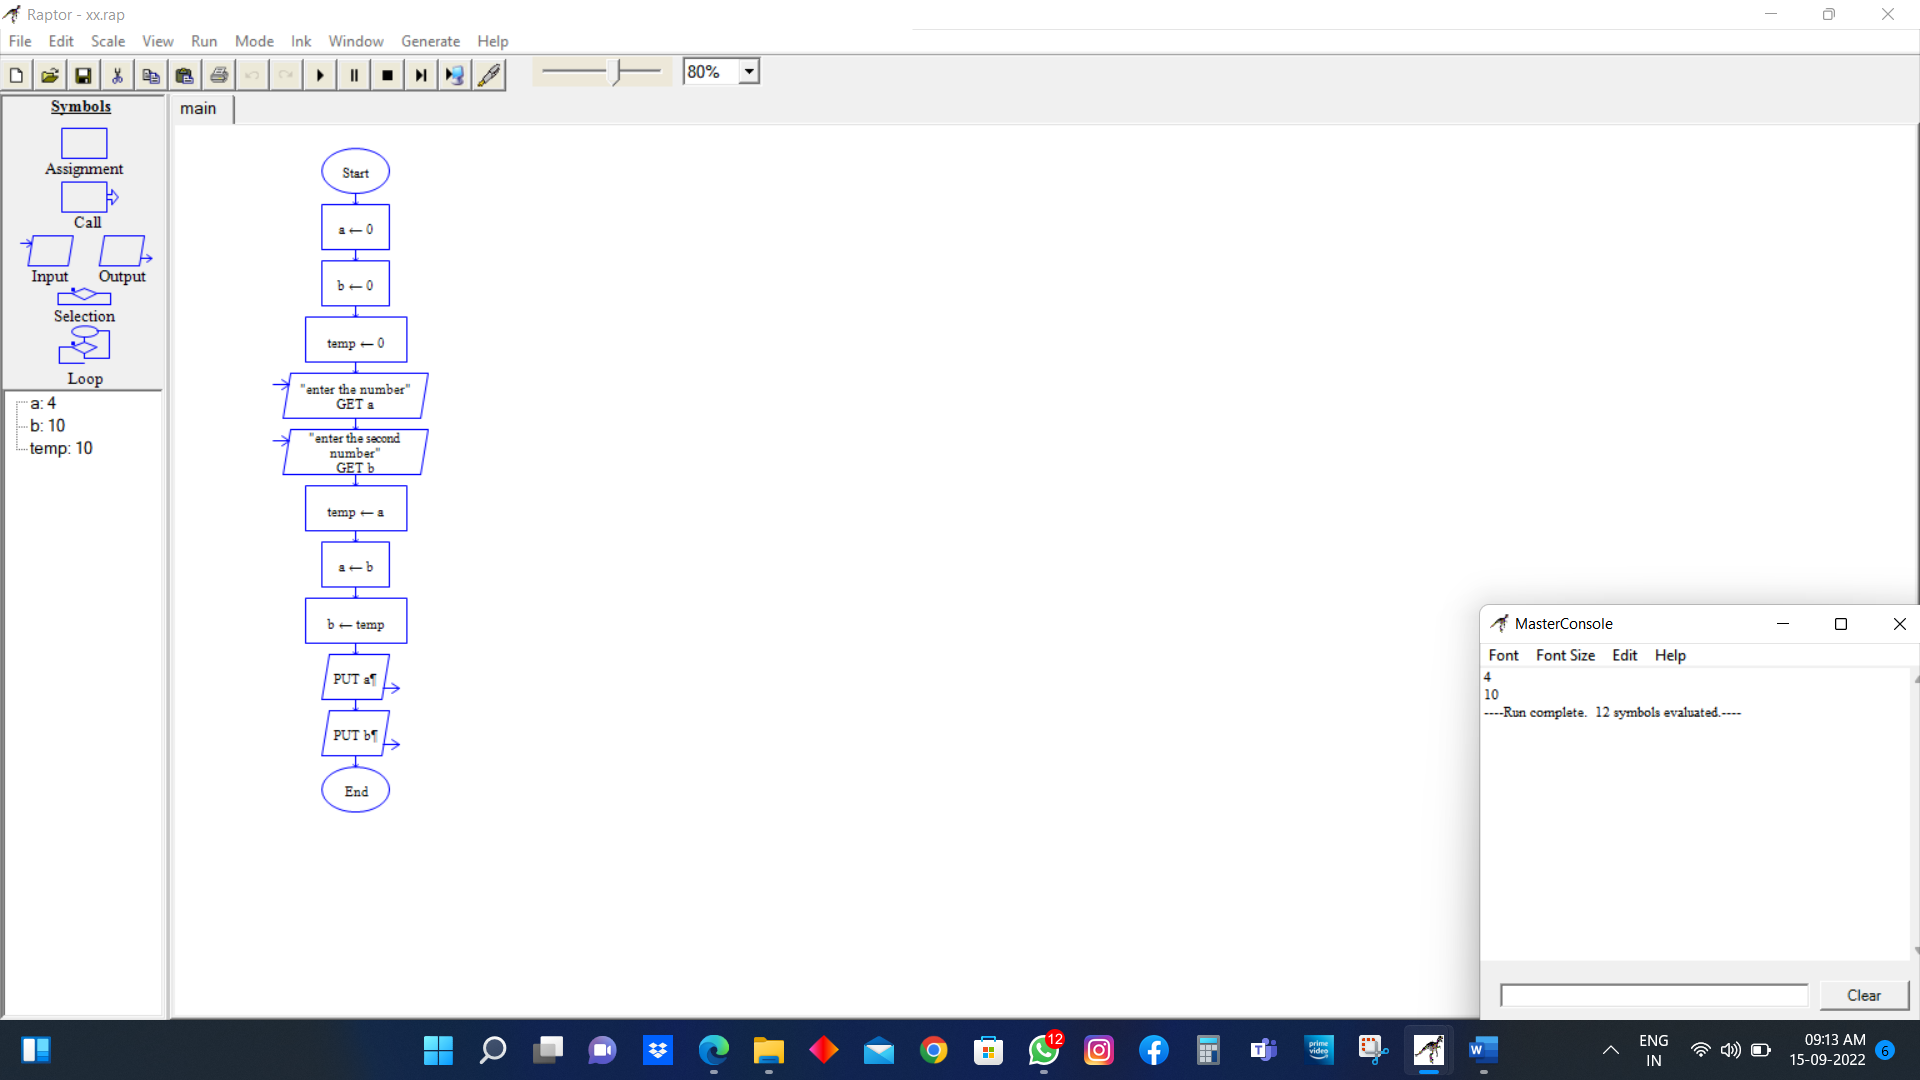 Raptor - xx.rap
File Edit Scale View Run Mode Ink Window Generate Help
80%
Symbols
main
Assignment
Call
Input Output
Selection
Loop
a: 4
b: 10
temp: 10
Start
a ← 0
b ← 0
temp ← 0
"enter the number"
GET a
"enter the second
number"
GET b
temp ← a
a ← b
b ← temp
PUT a¶
PUT b¶
End
MasterConsole
Font Font Size Edit Help
4
10
----Run complete. 12 symbols evaluated.----
Clear
12
prime
video
T
W
ENG
IN
09:13 AM
15-09-2022
6